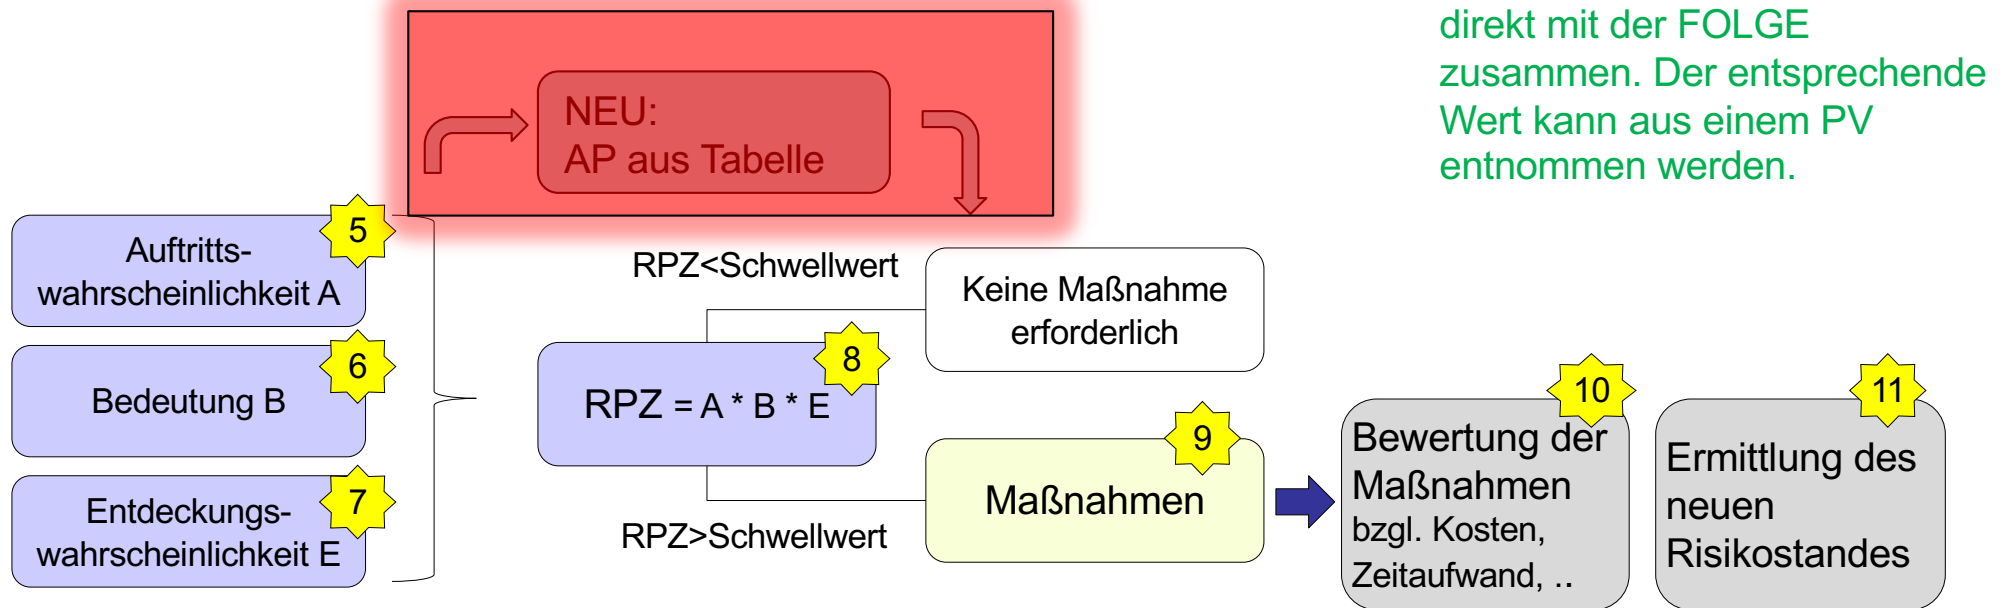 direkt mit der FOLGE
zusammen. Der entsprechende
Wert kann aus einem PV
entnommen werden.
NEU:
AP aus Tabelle
5
Auftritts-
wahrscheinlichkeit A
6
Bedeutung B
7
Entdeckungs-
wahrscheinlichkeit E
RPZ<Schwellwert
Keine Maßnahme
erforderlich
8
RPZ = A * B * E
RPZ>Schwellwert
9
Maßnahmen
10
Bewertung der
Maßnahmen
bzgl. Kosten,
Zeitaufwand, ..
11
Ermittlung des
neuen
Risikostandes